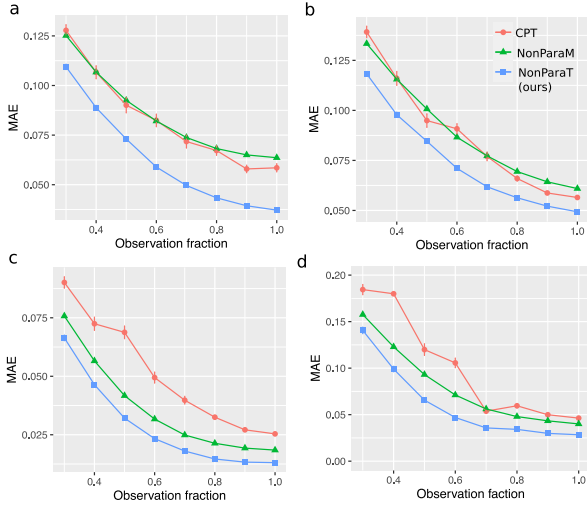 a
0.125
0.100
0.075
0.050
MAE
0.4
0.6
0.8
1.0
Observation fraction
b
CPT
NonParaM
NonParaT
(ours)
0.125
0.100
0.075
0.050
MAE
0.4
0.6
0.8
1.0
Observation fraction
c
0.075
0.050
0.025
MAE
0.4
0.6
0.8
1.0
Observation fraction
d
0.20
0.15
0.10
0.05
0.00
MAE
0.4
0.6
0.8
1.0
Observation faction